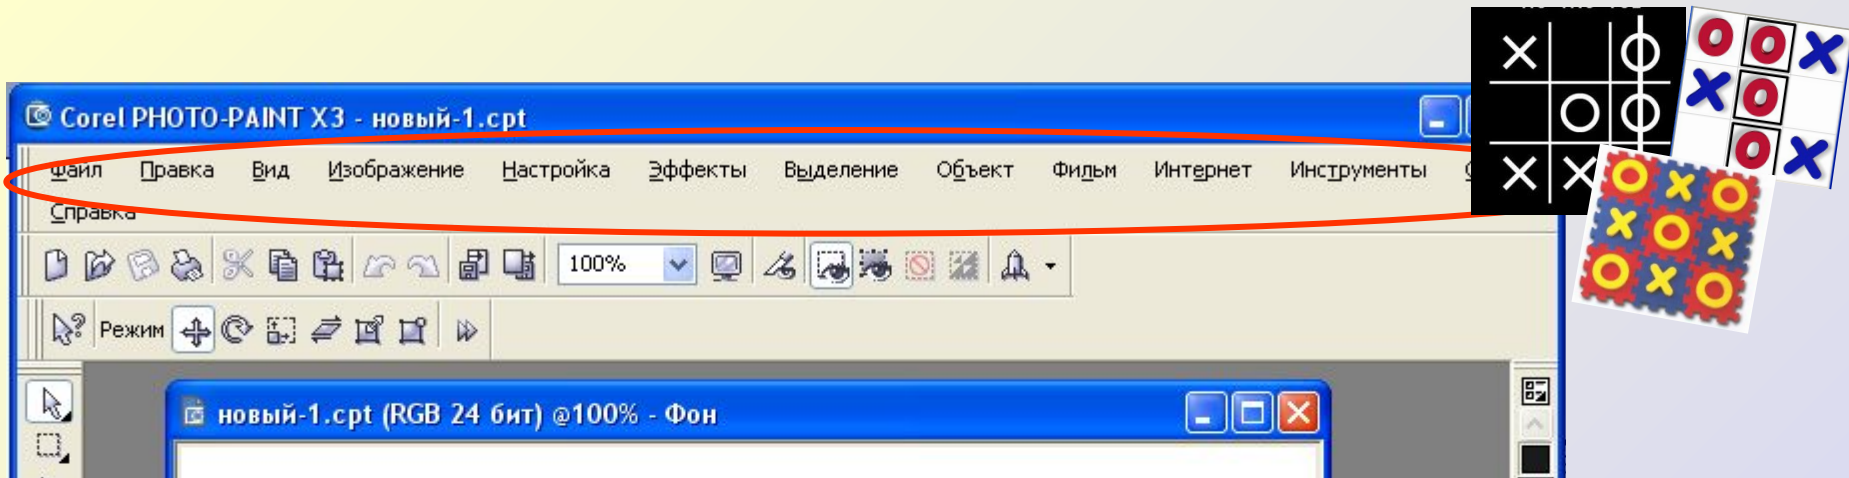 Corel PHOTO-PAINT X3 - новый-1.cpt
Файл Правка Вид Изображение Настройка Эффекты Выделение Объект Фильм Интернет Инструменты
Справка
100%
Режим
новый-1.cpt (RGB 24 бит) @100% - Фон